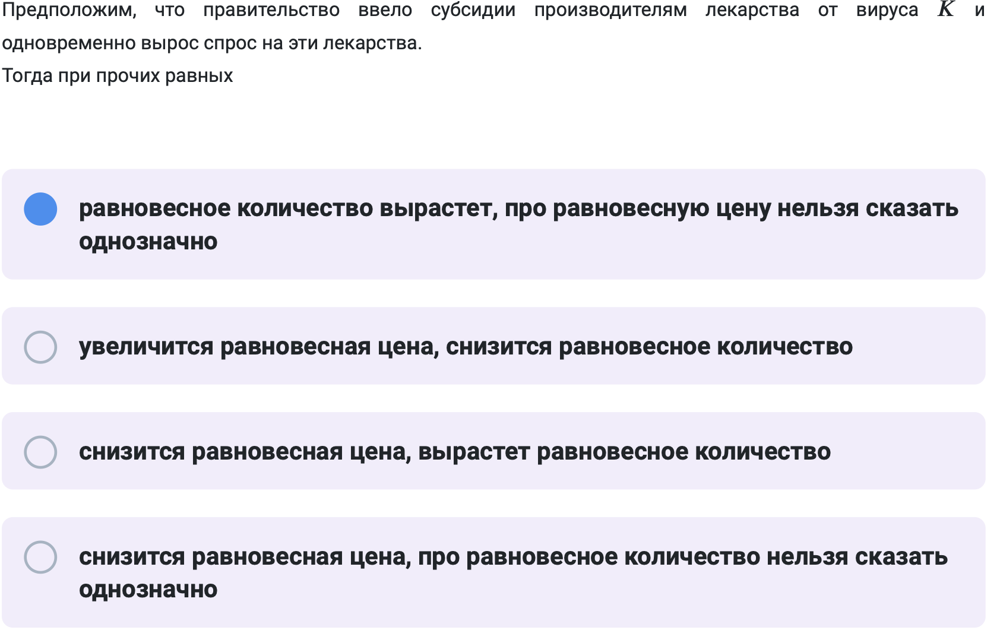 Предположим, что правительство ввело субсидии производителям лекарства от вируса K и
одновременно вырос спрос на эти лекарства.
Тогда при прочих равных
равновесное количество вырастет, про равновесную цену нельзя сказать
однозначно
увеличится равновесная цена, снизится равновесное количество
снизится равновесная цена, вырастет равновесное количество
снизится равновесная цена, про равновесное количество нельзя сказать
однозначно